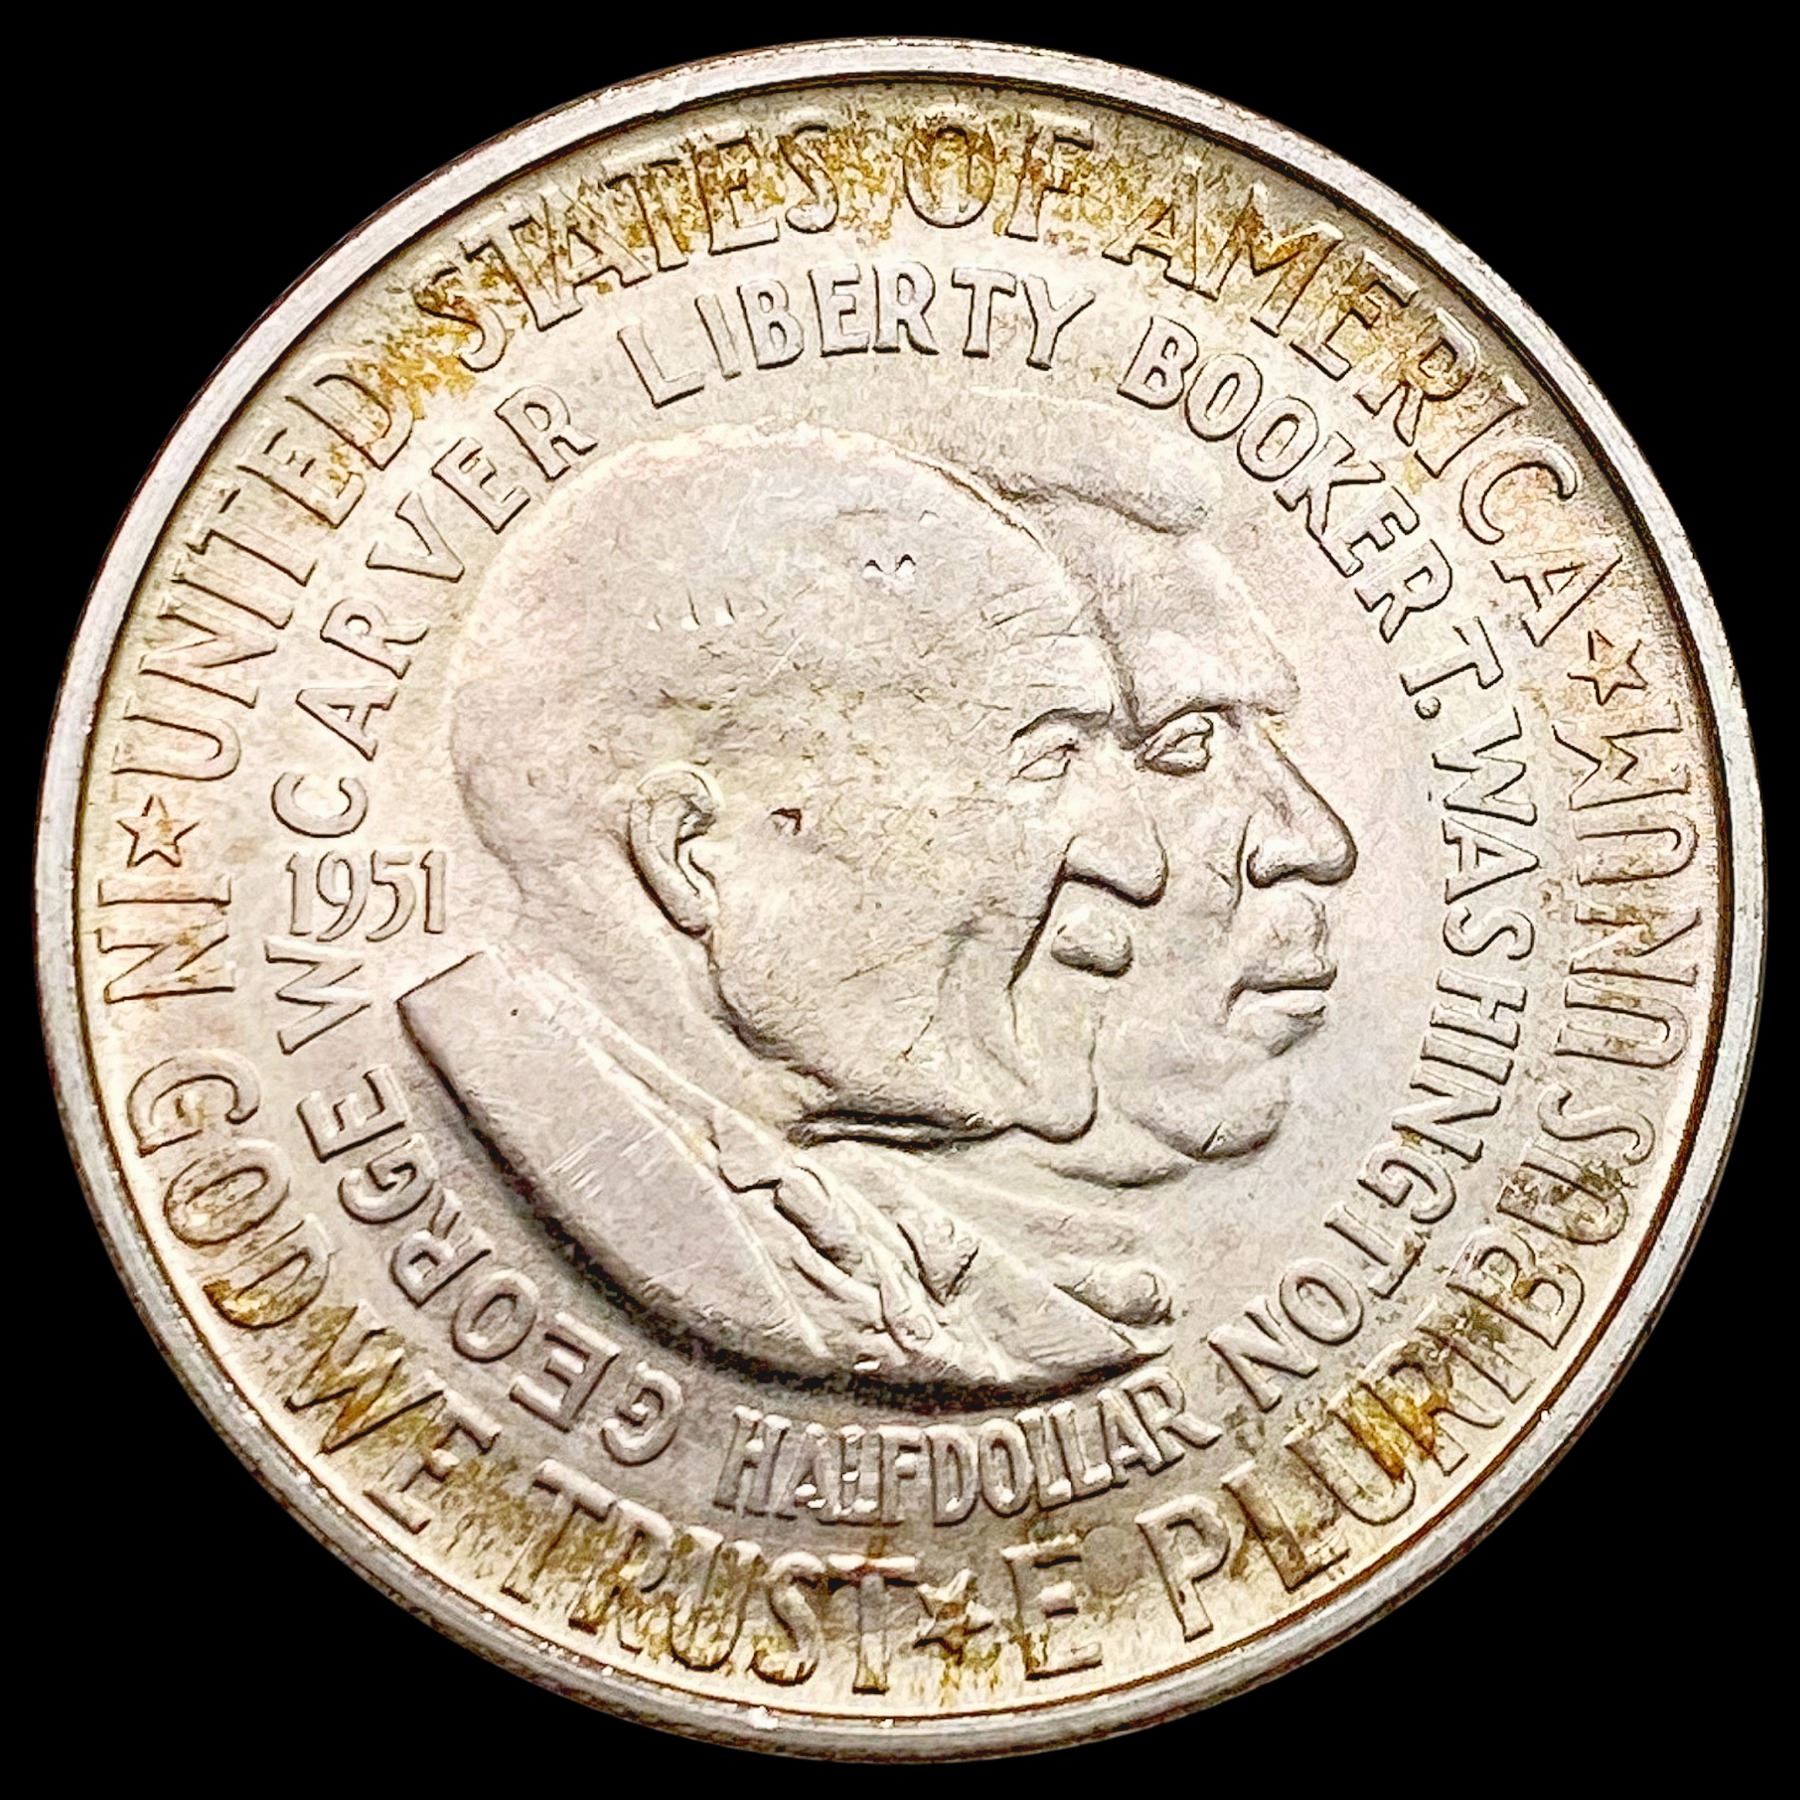 UNITED STATES OF AMERICA ★ E PLURIBUS UNUM ★ IN GOD WE TRUST ★
GEORGE W CARVER LIBERTY BOOKER T. WASHINGTON
1951
HALF DOLLAR